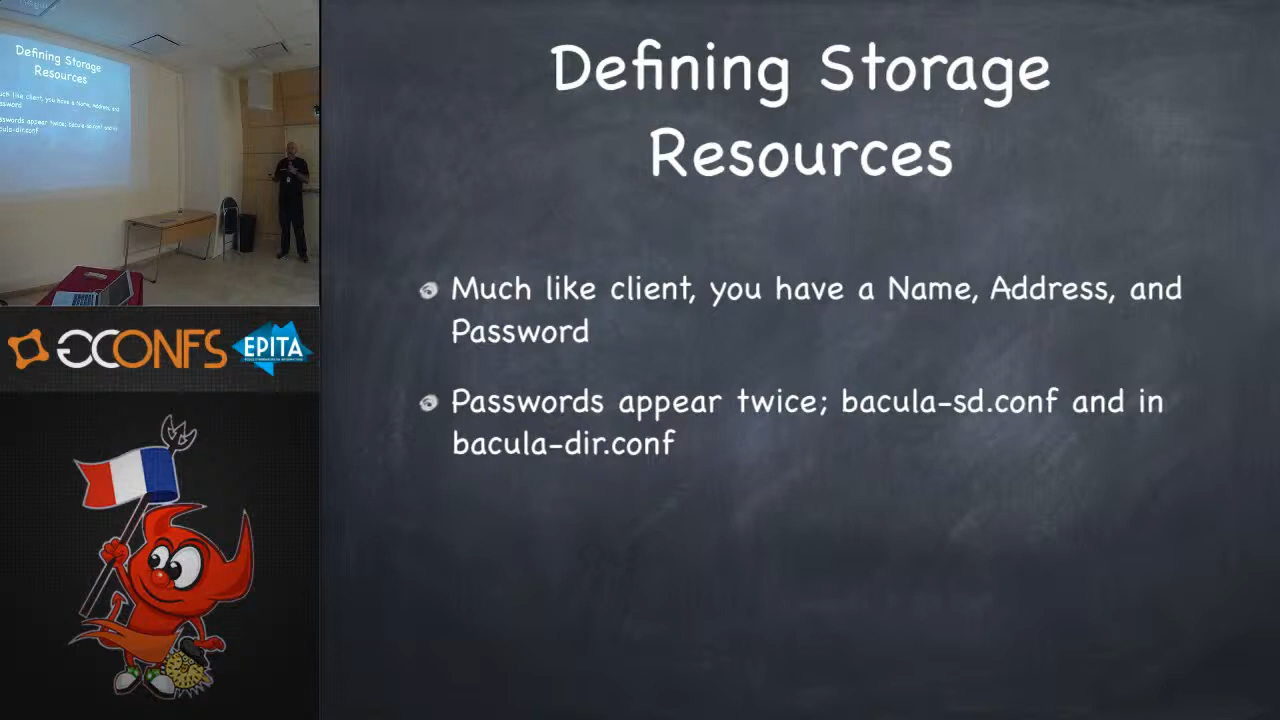 Defining Storage
Resources
Much like client, you have a Name, Address, and
Password
Passwords appear twice; bacula-sd.conf and in
bacula-dir.conf
Defining Storage
Resources
GCONFS
EPITA